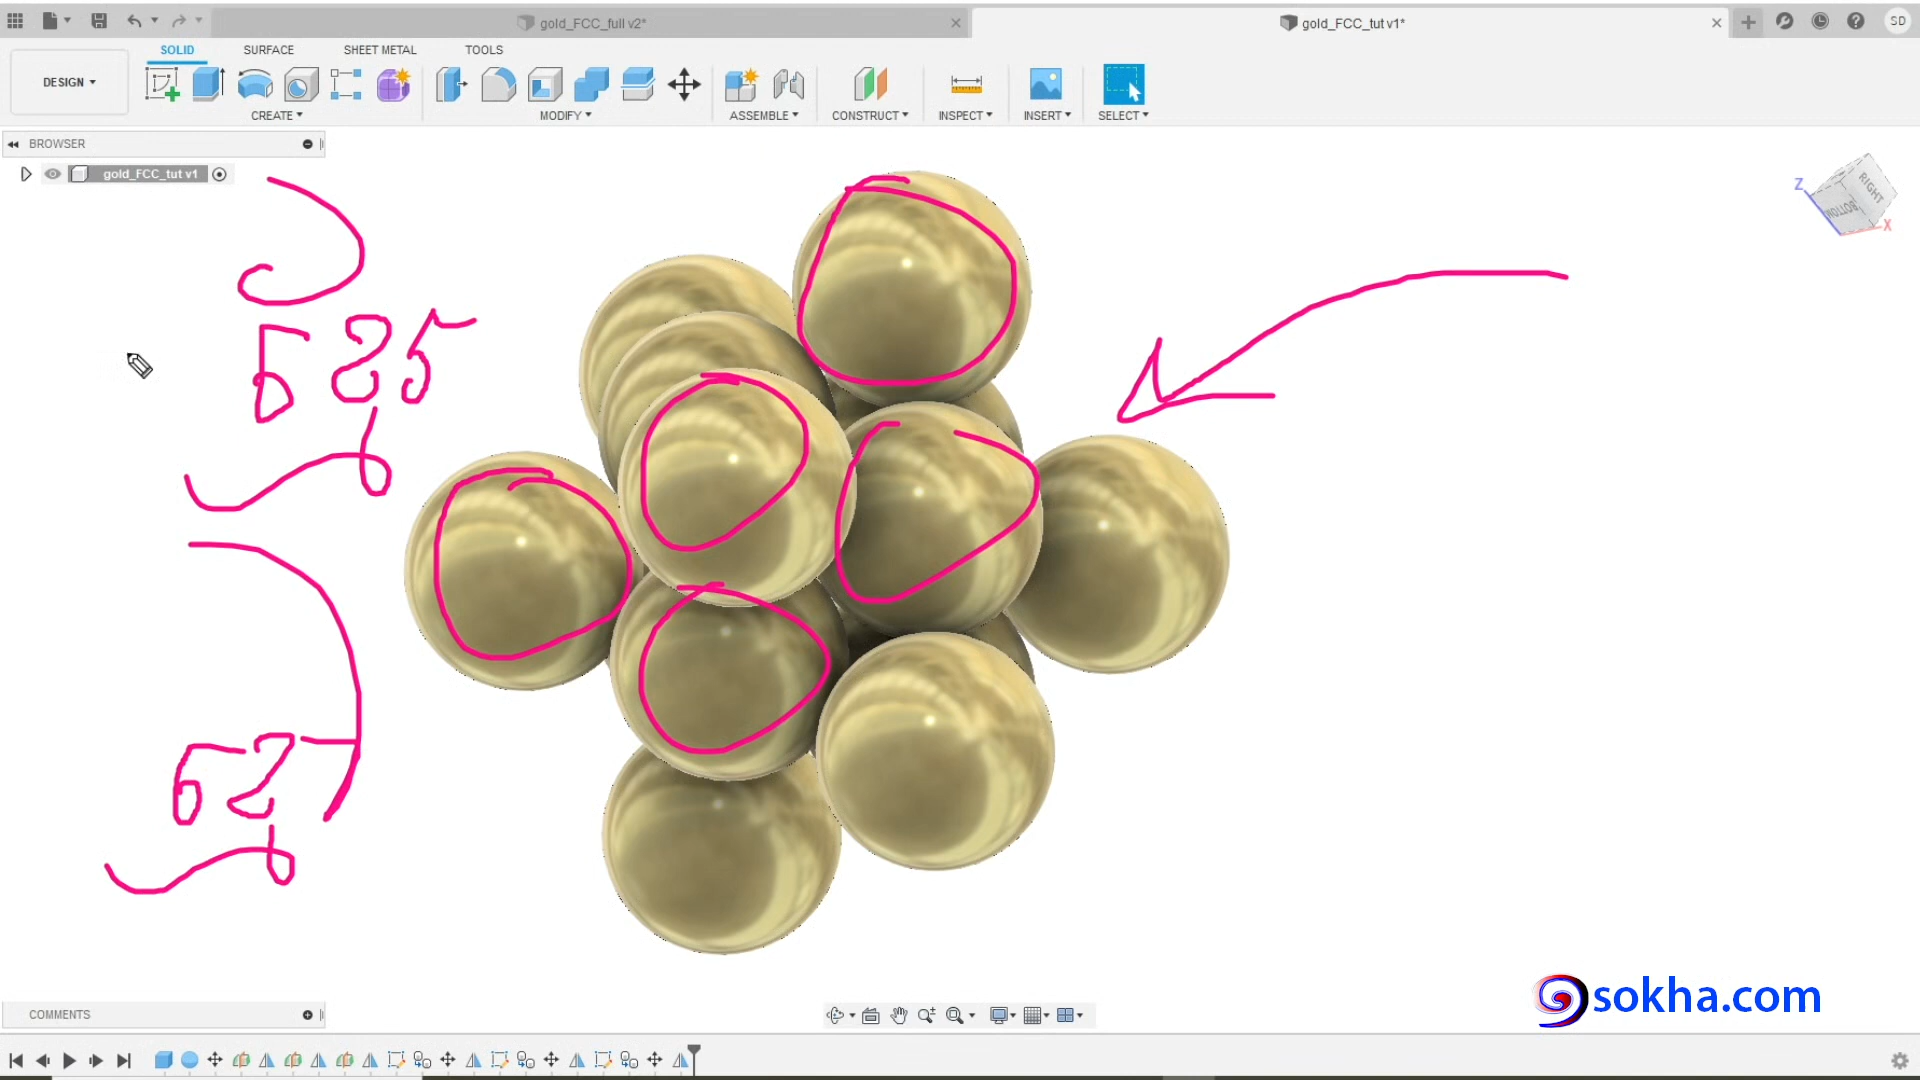 gold_FCC_full v2*
gold_FCC_tut v1*
SD
SOLID
SURFACE
SHEET METAL
TOOLS
DESIGN
CREATE
MODIFY
ASSEMBLE
CONSTRUCT
INSPECT
INSERT
SELECT
BROWSER
gold_FCC_tut v1
Z
RIGHT
BOTTOM
X
COMMENTS
sokha.com